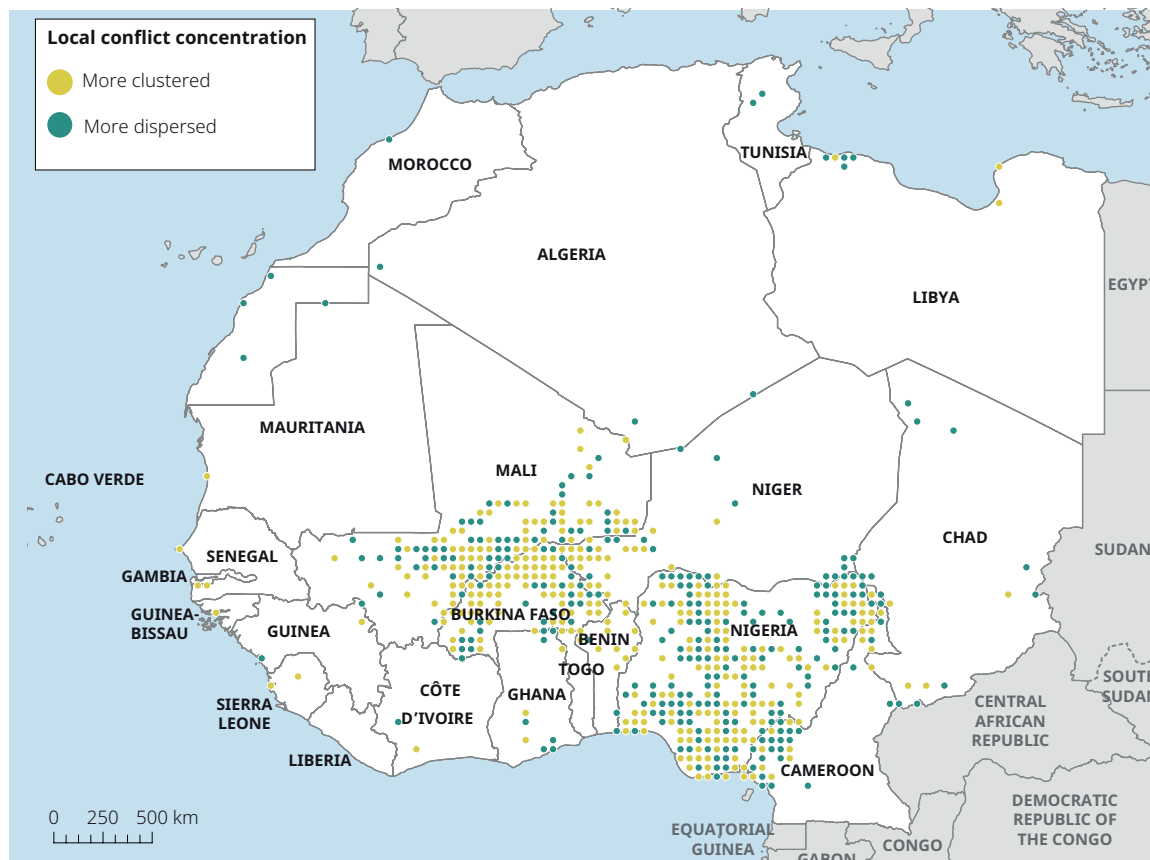 Local conflict concentration
More clustered
More dispersed
MOROCCO
TUNISIA
ALGERIA
LIBYA
EGYP
MAURITANIA
CABO VERDE
MALI
NIGER
CHAD
SUDAN
SENEGAL
GAMBIA
GUINEA-
BISSAU
GUINEA
BURKINA FASO
BENIN
NIGERIA
TOGO
SIERRA
LEONE
CÔTE
D'IVOIRE
GHANA
LIBERIA
CAMEROON
CENTRAL
AFRICAN
REPUBLIC
SOUTH
SUDAN
EQUATORIAL
GUINEA
GABON
CONGO
DEMOCRATIC
REPUBLIC OF
THE CONGO
0 250 500 km